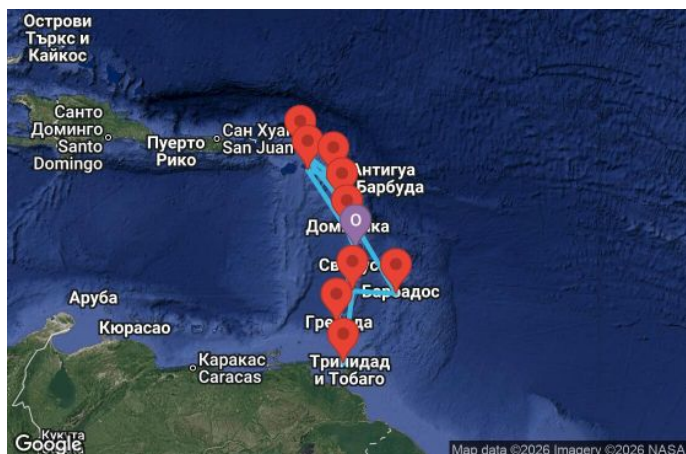 Острови
Търкс и
Кайкос
Санто
Доминго
Santo
Domingo
Пуерто
Рико
Сан Хуан
San Juan
Антигуа
Барбуда
Барбадос
Аруба
Кюрасао
Каракас
Caracas
Тринидад
и Тобаго
O
Google
Map data ©2026 Imagery ©2026 NASA